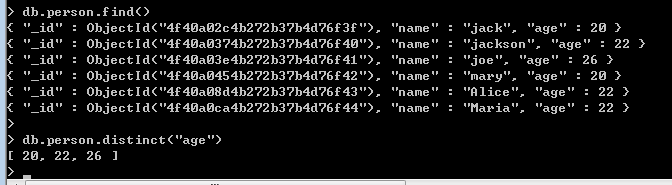 > db.person.find()
{ "_id" : ObjectId("4f40a02c4b272b37b4d76f3f"), "name" : "jack", "age" : 20 }
{ "_id" : ObjectId("4f40a0374b272b37b4d76f40"), "name" : "jackson", "age" : 22 }
{ "_id" : ObjectId("4f40a03e4b272b37b4d76f41"), "name" : "joe", "age" : 26 }
{ "_id" : ObjectId("4f40a0454b272b37b4d76f42"), "name" : "mary", "age" : 20 }
{ "_id" : ObjectId("4f40a08d4b272b37b4d76f43"), "name" : "Alice", "age" : 22 }
{ "_id" : ObjectId("4f40a0ca4b272b37b4d76f44"), "name" : "Maria", "age" : 22 }
>
> db.person.distinct("age")
[ 20, 22, 26 ]
>